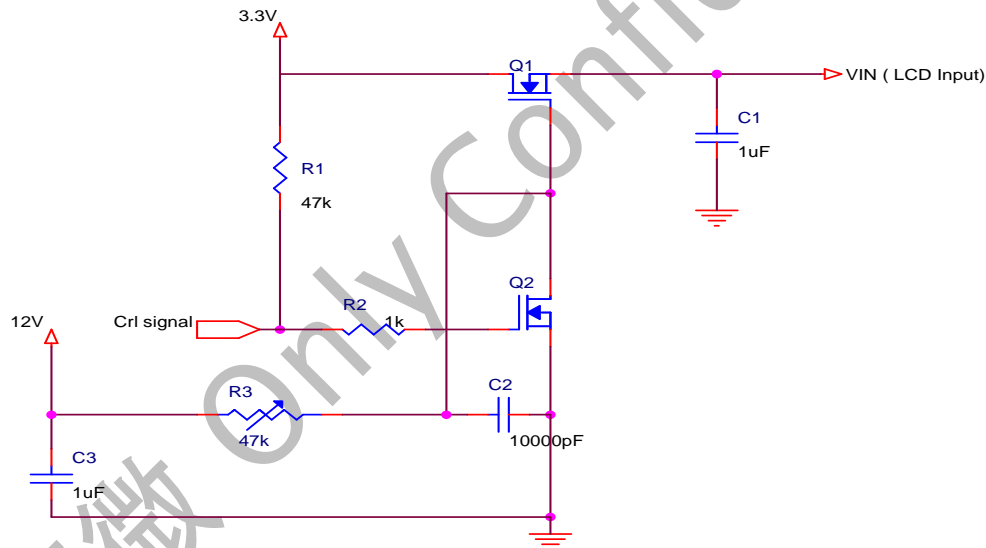 3.3V
Q1
VIN ( LCD Input)
C1
1uF
R1
47k
Q2
R2
1k
12V
Crl signal
R3
47k
C2
10000pF
C3
1uF
微 Only